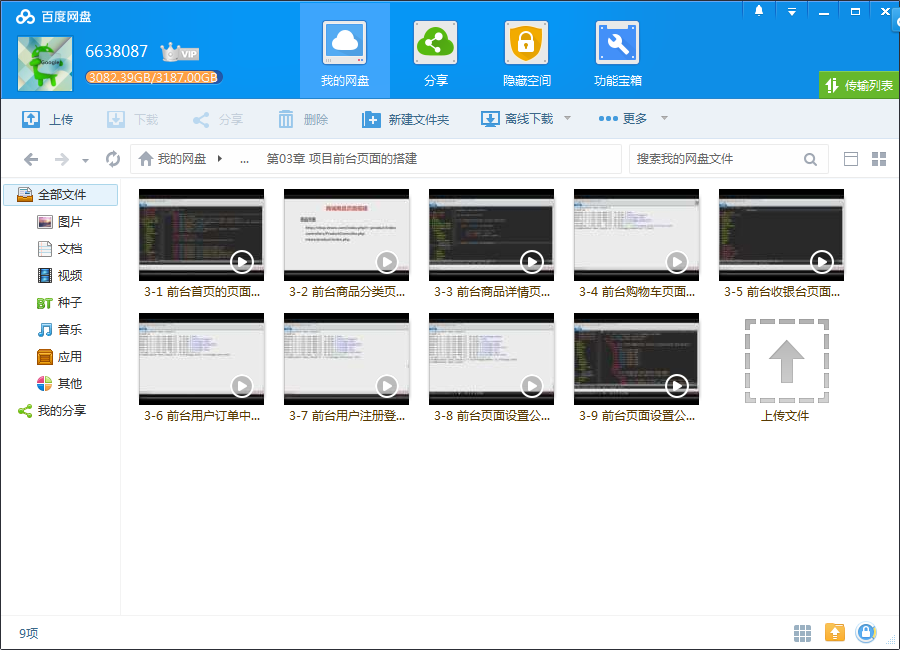 百度网盘
6638087
VIP
3082.39GB/3187.00GB
我的网盘
分享
隐藏空间
功能宝箱
传输列表
上传
下载
分享
删除
新建文件夹
离线下载
更多
我的网盘 ... 第03章 项目前台页面的搭建
搜索我的网盘文件
全部文件
图片
文档
视频
BT 种子
音乐
应用
其他
我的分享
3-1 前台首页的页面...
3-2 前台商品分类页...
3-3 前台商品详情页...
3-4 前台购物车页面...
3-5 前台收银台页面...
3-6 前台用户订单中...
3-7 前台用户注册登...
3-8 前台页面设置公...
3-9 前台页面设置公...
上传文件
9项